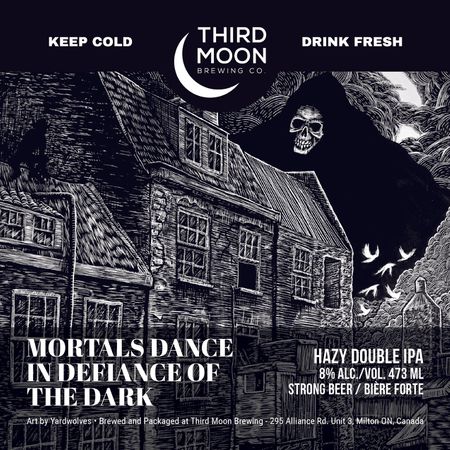 KEEP COLD
THIRD
MOON
BREWING CO.
DRINK FRESH
MORTALS DANCE
IN DEFIANCE OF
THE DARK
HAZY DOUBLE IPA
8% ALC./VOL. 473 ML
STRONG BEER / BIÈRE FORTE
Art by Yardwolves • Brewed and Packaged at Third Moon Brewing - 295 Alliance Rd. Unit 3, Milton ON, Canada